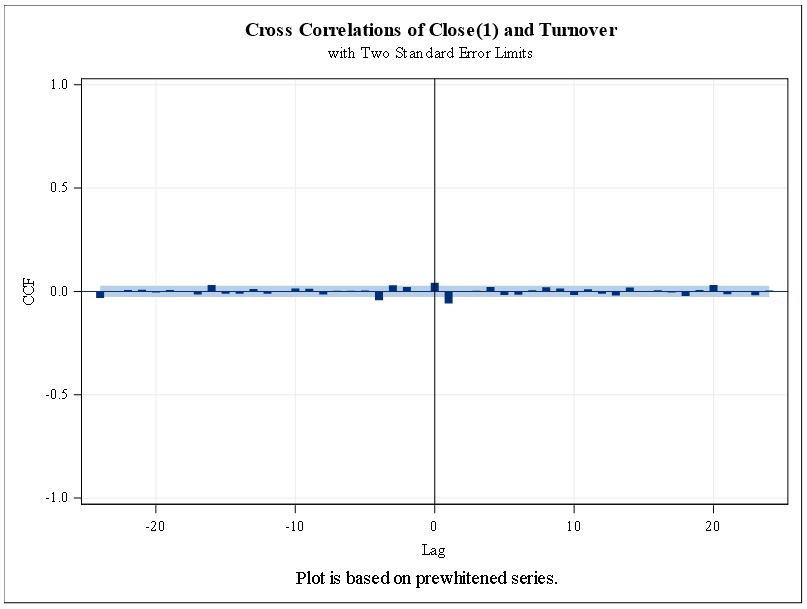 Cross Correlations of Close(1) and Turnover
with Two Standard Error Limits
1.0
0.5
0.0
-0.5
-1.0
CCF
-20
-10
0
10
20
Lag
Plot is based on prewhitened series.